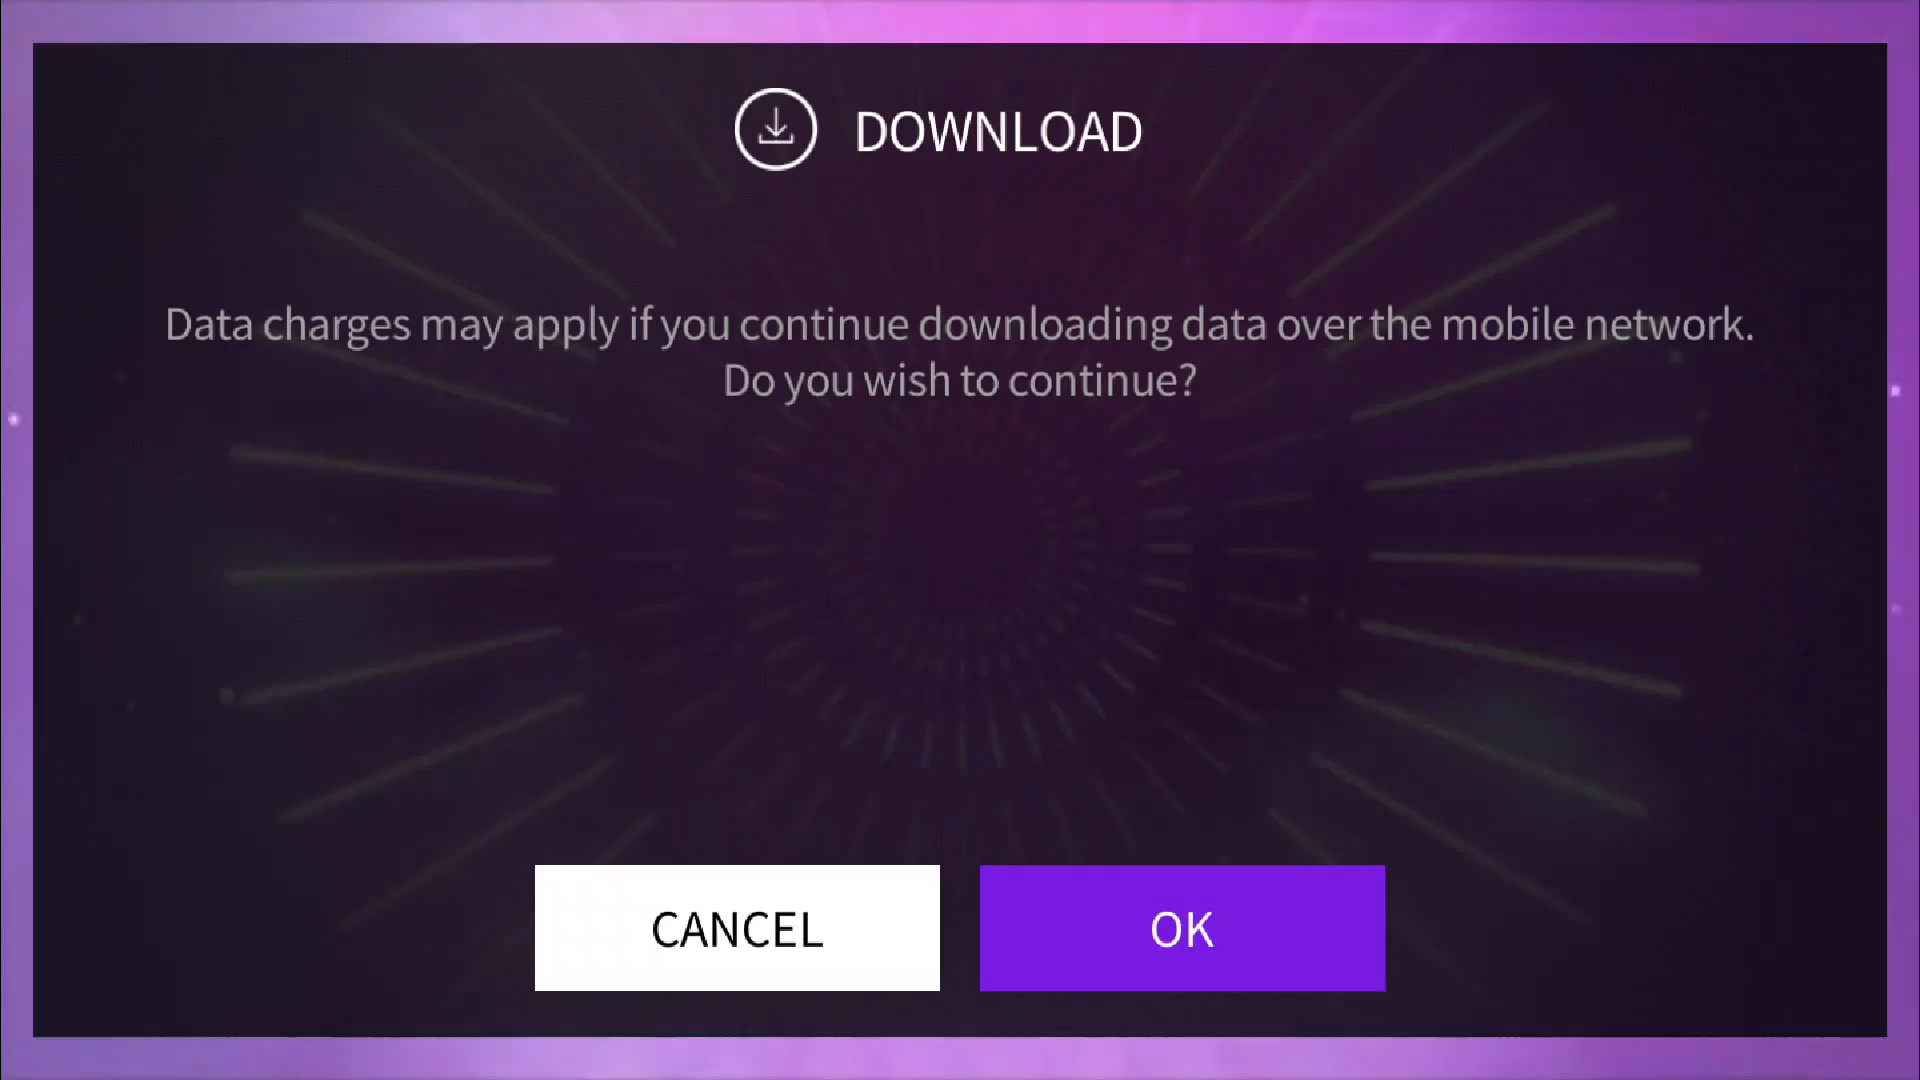 DOWNLOAD
Data charges may apply if you continue downloading data over the mobile network.
Do you wish to continue?
CANCEL
OK